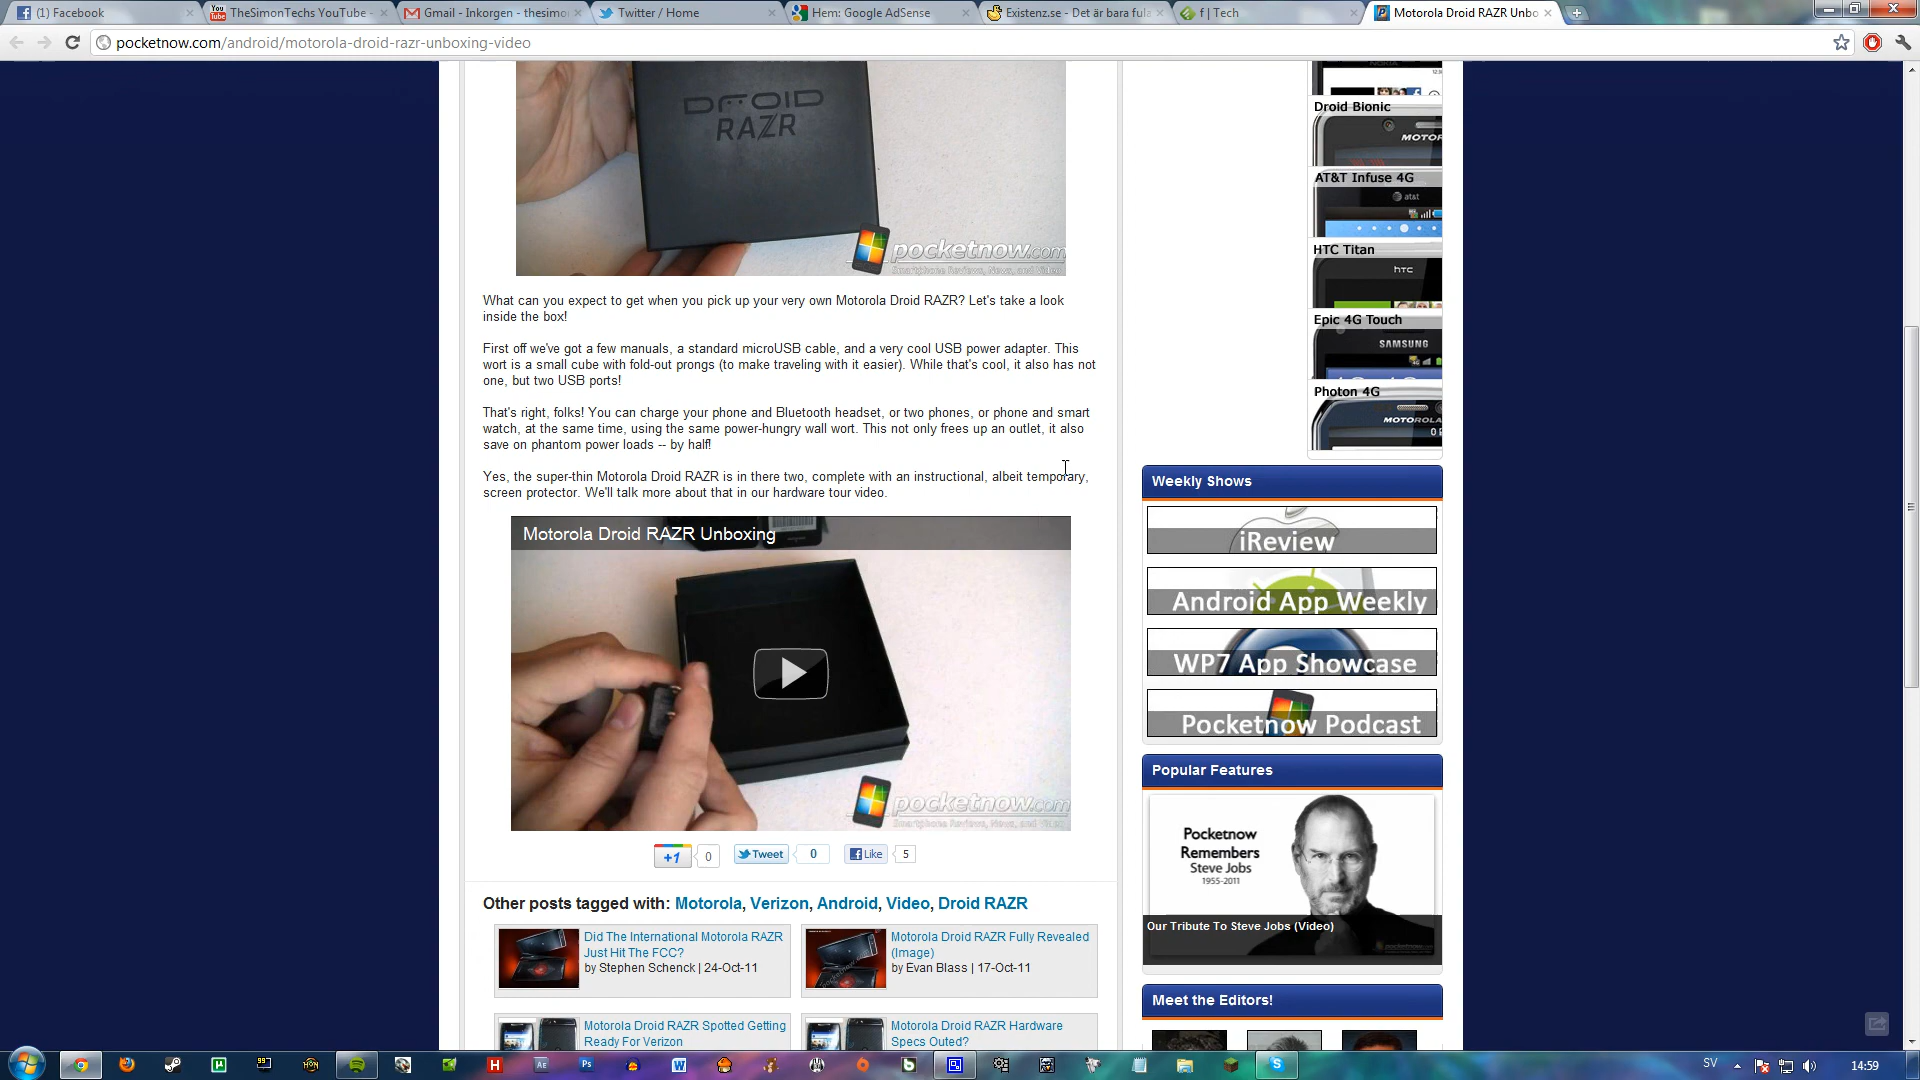 (1) Facebook
TheSimonTechs YouTube -
Gmail - Inkorgen - thesimo
Twitter / Home
Hem: Google AdSense
Existenz.se - Det är bara fula
f | Tech
Motorola Droid RAZR Unbo
pocketnow.com/android/motorola-droid-razr-unboxing-video
DROID
RAZR
pocketnow.com
Smartphone Reviews, News, and Video
What can you expect to get when you pick up your very own Motorola Droid RAZR? Let's take a look
inside the box!
First off we've got a few manuals, a standard microUSB cable, and a very cool USB power adapter. This
wort is a small cube with fold-out prongs (to make traveling with it easier). While that's cool, it also has not
one, but two USB ports!
That's right, folks! You can charge your phone and Bluetooth headset, or two phones, or phone and smart
watch, at the same time, using the same power-hungry wall wort. This not only frees up an outlet, it also
save on phantom power loads -- by half!
Yes, the super-thin Motorola Droid RAZR is in there two, complete with an instructional, albeit temporary,
screen protector. We'll talk more about that in our hardware tour video.
Motorola Droid RAZR Unboxing
pocketnow.com
Smartphone Reviews, News, and Video
+1
0
Tweet
0
Like
5
Other posts tagged with: Motorola, Verizon, Android, Video, Droid RAZR
Did The International Motorola RAZR
Just Hit The FCC?
by Stephen Schenck | 24-Oct-11
Motorola Droid RAZR Fully Revealed
(Image)
by Evan Blass | 17-Oct-11
Motorola Droid RAZR Spotted Getting
Ready For Verizon
Motorola Droid RAZR Hardware
Specs Outed?
Droid Bionic
MOTOR
AT&T Infuse 4G
at&t
HTC Titan
hTC
Epic 4G Touch
SAMSUNG
Photon 4G
MOTOROLA
Weekly Shows
iReview
Android App Weekly
WP7 App Showcase
Pocketnow Podcast
Popular Features
Pocketnow
Remembers
Steve Jobs
1955-2011
Our Tribute To Steve Jobs (Video)
Meet the Editors!
SV
14:59